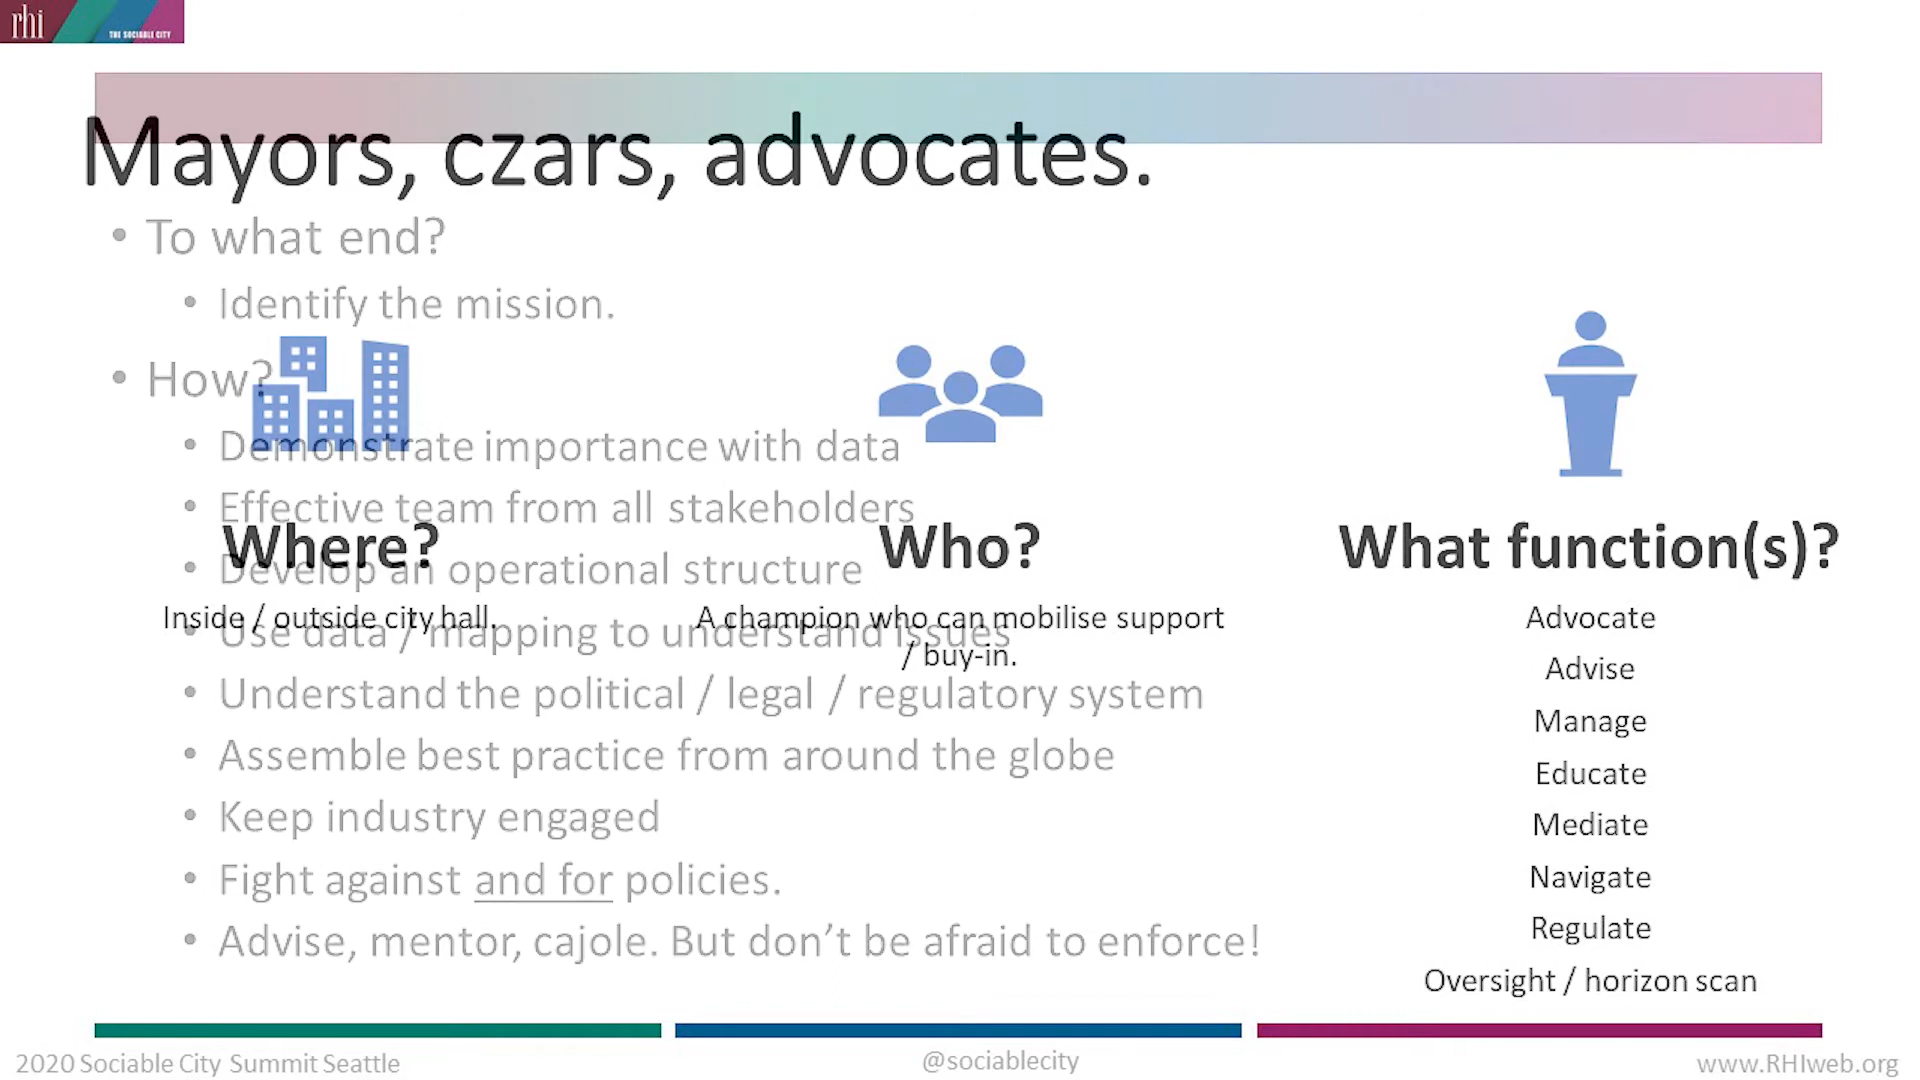 rhi
THE SOCIABLE CITY
Mayors, czars, advocates.
• To what end?
• Identify the mission.
• How?
• Demonstrate importance with data
• Effective team from all stakeholders
• Develop an operational structure
• Use data / mapping to understand issues
• Understand the political / legal / regulatory system
• Assemble best practice from around the globe
• Keep industry engaged
• Fight against and for policies.
• Advise, mentor, cajole. But don’t be afraid to enforce!
Where?
Inside / outside city hall.
Who?
A champion who can mobilise support
/ buy-in.
What function(s)?
Advocate
Advise
Manage
Educate
Mediate
Navigate
Regulate
Oversight / horizon scan
2020 Sociable City Summit Seattle
@sociablecity
www.RHIweb.org